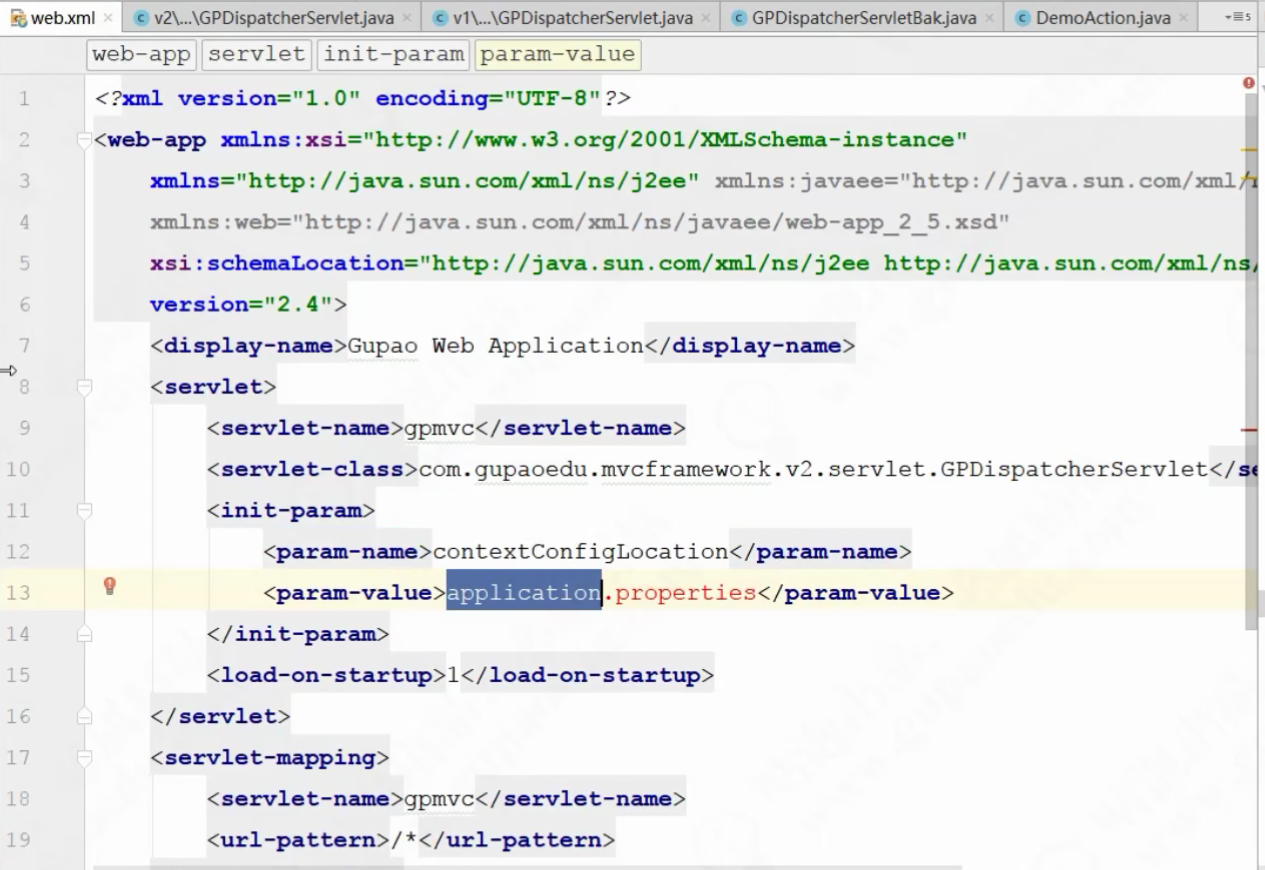 web.xml v2\...\GPDispatcherServlet.java v1\...\GPDispatcherServlet.java GPDispatcherServletBak.java DemoAction.java 5
web-app servlet init-param param-value
1 <?xml version="1.0" encoding="UTF-8"?>
2 <web-app xmlns:xsi="http://www.w3.org/2001/XMLSchema-instance"
3 xmlns="http://java.sun.com/xml/ns/j2ee" xmlns:javaee="http://java.sun.com/xml/
4 xmlns:web="http://java.sun.com/xml/ns/javaee/web-app_2_5.xsd"
5 xsi:schemaLocation="http://java.sun.com/xml/ns/j2ee http://java.sun.com/xml/ns/
6 version="2.4">
7 <display-name>Gupao Web Application</display-name>
8 <servlet>
9 <servlet-name>gpmvc</servlet-name>
10 <servlet-class>com.gupaoedu.mvcframework.v2.servlet.GPDispatcherServlet</se
11 <init-param>
12 <param-name>contextConfigLocation</param-name>
13 <param-value>application.properties</param-value>
14 </init-param>
15 <load-on-startup>1</load-on-startup>
16 </servlet>
17 <servlet-mapping>
18 <servlet-name>gpmvc</servlet-name>
19 <url-pattern>/*</url-pattern>